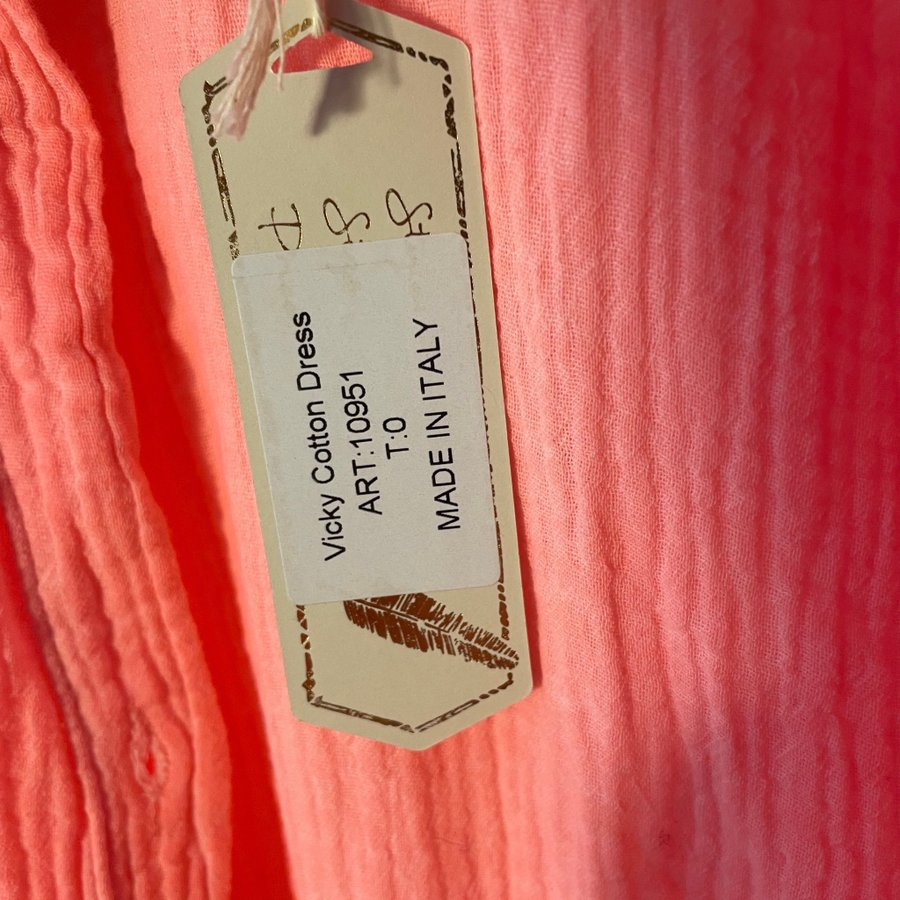 Vicky Cotton Dress
ART:10951
T:0
MADE IN ITALY